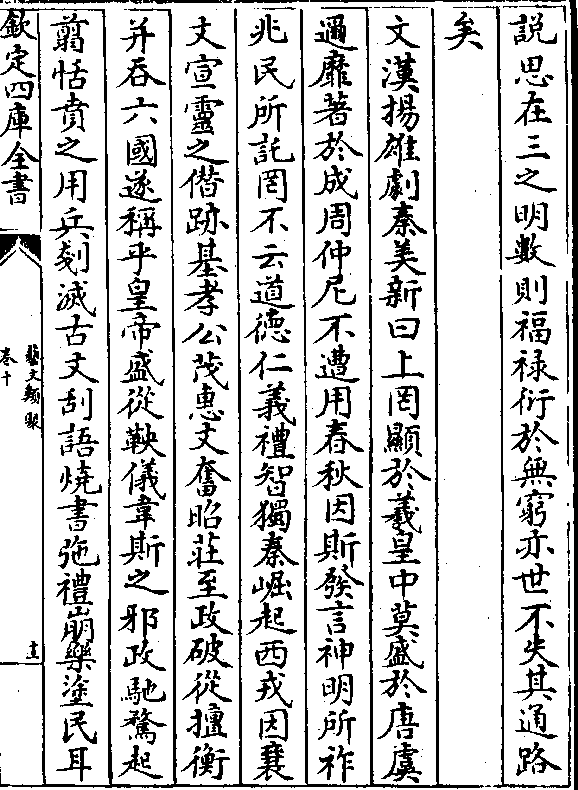 說思在三之明數則福禄衍於無窮亦世不失其通路
矣
文漢揚雄劇秦美新曰上罔顯於羲皇中莫盛於唐虞
邇靡著於成周仲尼不遭用春秋因斯發言神明所祚
兆民所託罔不云道德仁義禮智獨秦崛起西戎因襄
文宣靈之僭跡基孝公茂惠文奮昭莊至政破從擅衡
并吞六國遂稱乎皇帝盛從鞅儀韋斯之邪政馳騖起
翦恬賁之用兵剗滅古文刮語燒書弛禮崩樂塗民耳
欽定四庫全書
藝文類聚
卷十